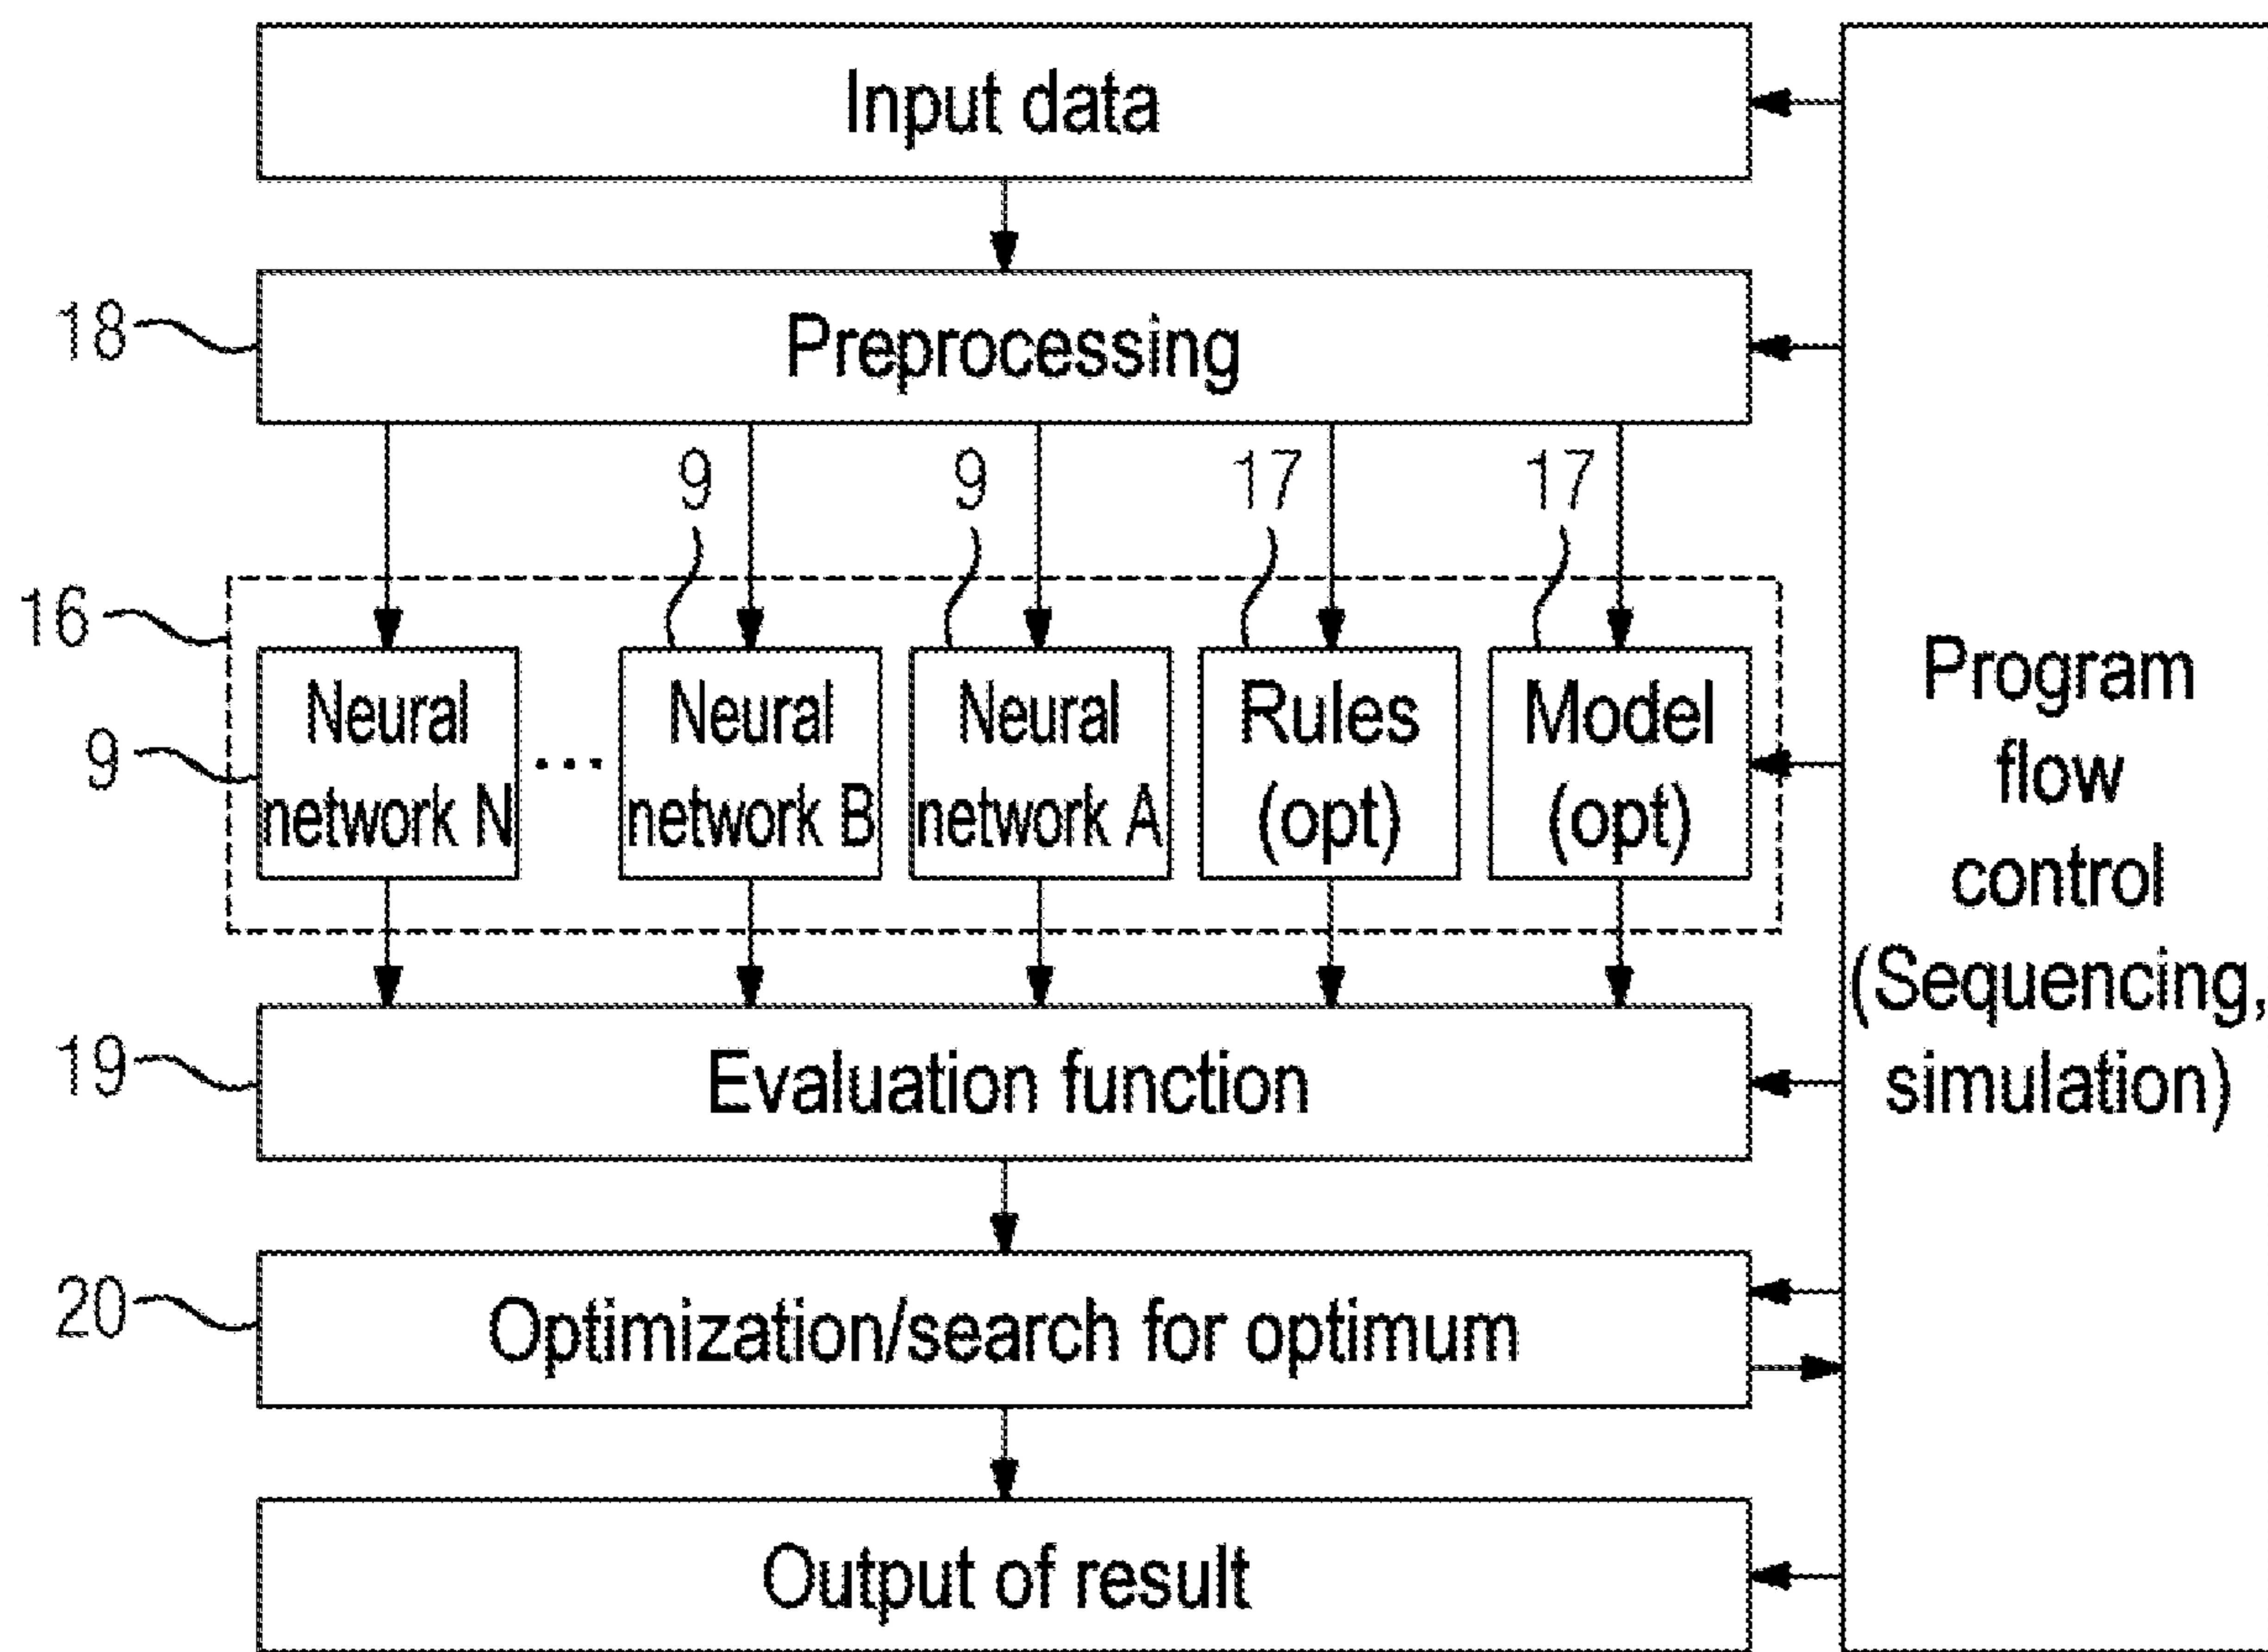 Input data
18
Preprocessing
9
9
17
17
16
9
Neural
network N
...
Neural
network B
Neural
network A
Rules
(opt)
Model
(opt)
19
Evaluation function
20
Optimization/search for optimum
Output of result
Program
flow
control
(Sequencing,
simulation)